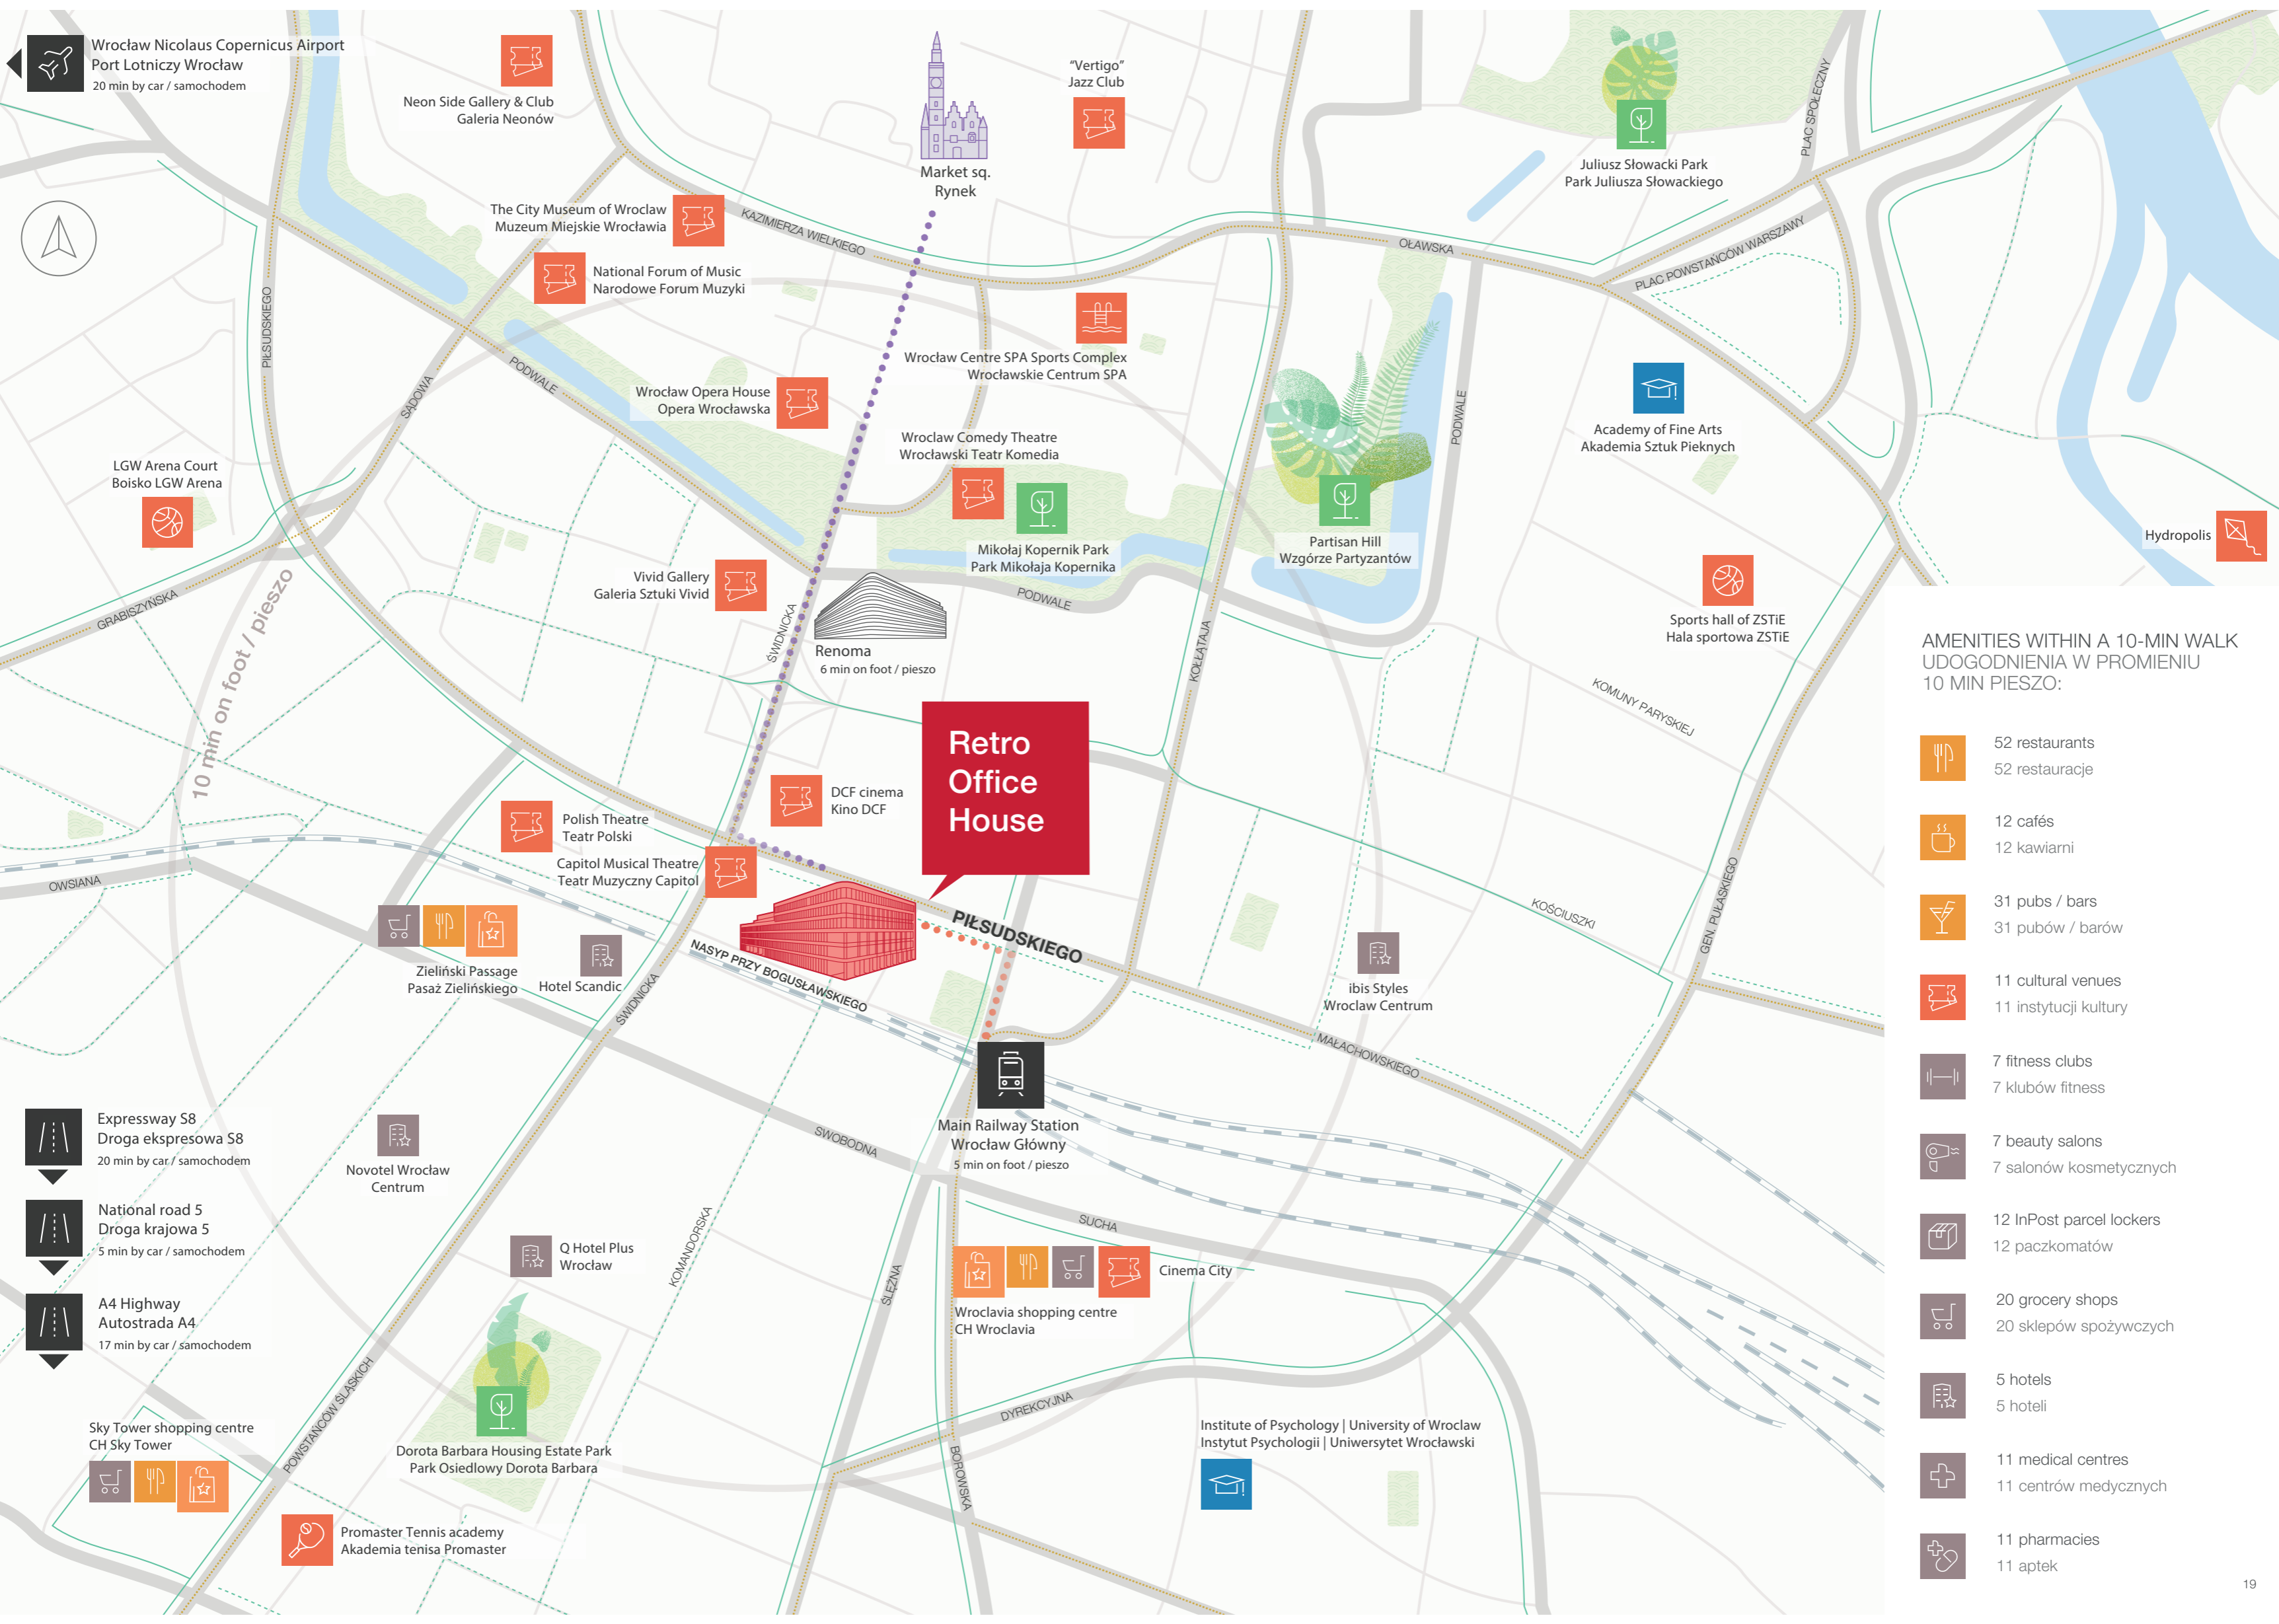 Wrocław Nicolaus Copernicus Airport
Port Lotniczy Wrocław
20 min by car / samochodem
Neon Side Gallery & Club
Galeria Neonów
Market sq.
Rynek
“Vertigo”
Jazz Club
Juliusz Słowacki Park
Park Juliusza Słowackiego
PLAC SPOŁECZNY
The City Museum of Wroclaw
Muzeum Miejskie Wrocławia
KAZIMIERZA WIELKIEGO
OŁAWSKA
PLAC POWSTAŃCÓW WARSZAWY
National Forum of Music
Narodowe Forum Muzyki
PIŁSUDSKIEGO
SĄDOWA
PODWALE
Wrocław Centre SPA Sports Complex
Wrocławskie Centrum SPA
Wrocław Opera House
Opera Wrocławska
Wroclaw Comedy Theatre
Wrocławski Teatr Komedia
PODWALE
Academy of Fine Arts
Akademia Sztuk Pieknych
LGW Arena Court
Boisko LGW Arena
Mikołaj Kopernik Park
Park Mikołaja Kopernika
Partisan Hill
Wzgórze Partyzantów
Hydropolis
Vivid Gallery
Galeria Sztuki Vivid
PODWALE
GRABISZYŃSKA
10 min on foot / pieszo
ŚWIDNICKA
Renoma
6 min on foot / pieszo
KOŁŁĄTAJA
Sports hall of ZSTiE
Hala sportowa ZSTiE
KOMUNY PARYSKIEJ
Retro
Office
House
DCF cinema
Kino DCF
Polish Theatre
Teatr Polski
Capitol Musical Theatre
Teatr Muzyczny Capitol
OWSIANA
PIŁSUDSKIEGO
KOŚCIUSZKI
GEN. PUŁASKIEGO
NASYP PRZY BOGUSŁAWSKIEGO
Zieliński Passage
Pasaż Zielińskiego
Hotel Scandic
ŚWIDNICKA
ibis Styles
Wroclaw Centrum
MAŁACHOWSKIEGO
Main Railway Station
Wrocław Główny
5 min on foot / pieszo
Expressway S8
Droga ekspresowa S8
20 min by car / samochodem
National road 5
Droga krajowa 5
5 min by car / samochodem
A4 Highway
Autostrada A4
17 min by car / samochodem
Novotel Wrocław
Centrum
SWOBODNA
SUCHA
KOMANDORSKA
Q Hotel Plus
Wrocław
ŚLĘŻNA
Cinema City
Wroclavia shopping centre
CH Wroclavia
POWSTAŃCÓW ŚLĄSKICH
DYREKCYJNA
BOROWSKA
Sky Tower shopping centre
CH Sky Tower
Dorota Barbara Housing Estate Park
Park Osiedlowy Dorota Barbara
Institute of Psychology | University of Wroclaw
Instytut Psychologii | Uniwersytet Wrocławski
Promaster Tennis academy
Akademia tenisa Promaster
AMENITIES WITHIN A 10-MIN WALK
UDOGODNIENIA W PROMIENIU
10 MIN PIESZO:
52 restaurants
52 restauracje
12 cafés
12 kawiarni
31 pubs / bars
31 pubów / barów
11 cultural venues
11 instytucji kultury
7 fitness clubs
7 klubów fitness
7 beauty salons
7 salonów kosmetycznych
12 InPost parcel lockers
12 paczkomatów
20 grocery shops
20 sklepów spożywczych
5 hotels
5 hoteli
11 medical centres
11 centrów medycznych
11 pharmacies
11 aptek
19